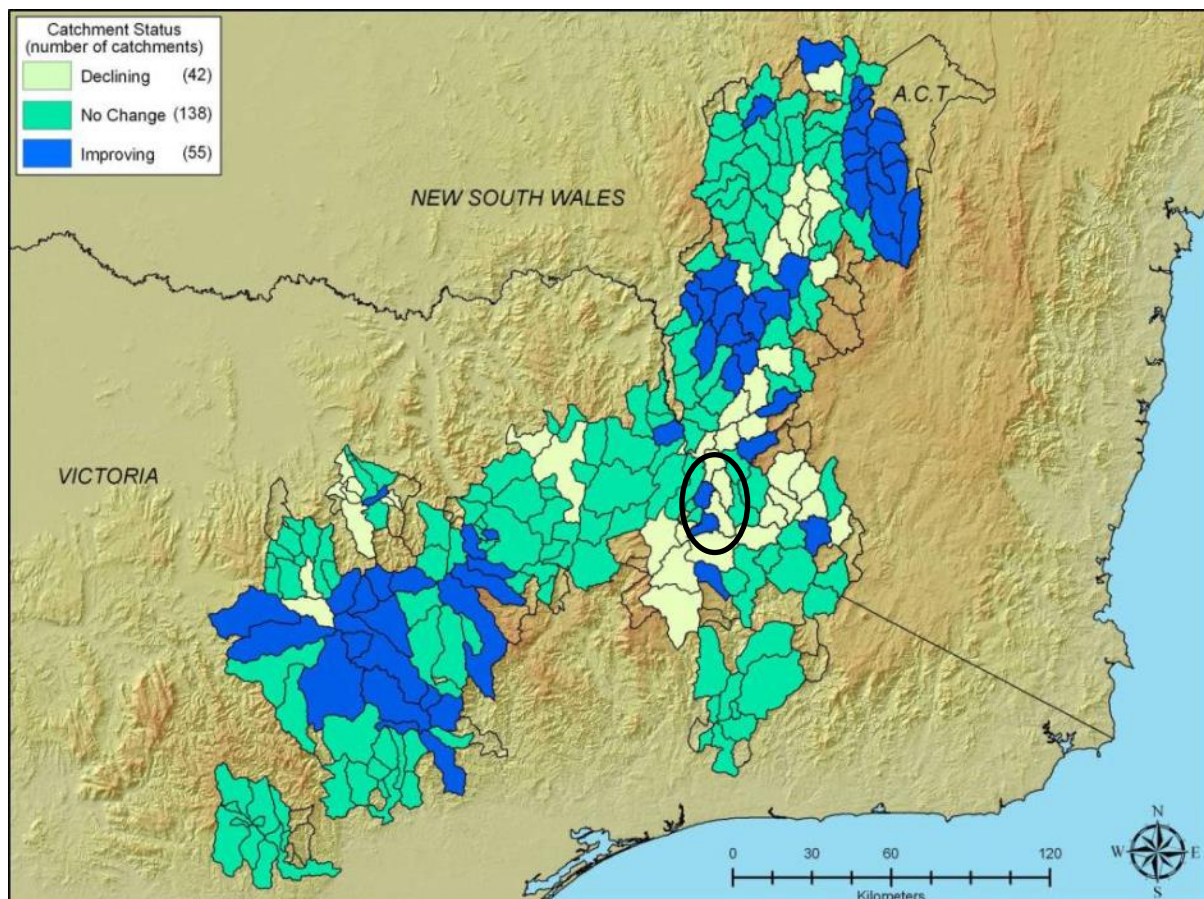 Catchment Status
(number of catchments)
Declining (42)
No Change (138)
Improving (55)
A.C.T
NEW SOUTH WALES
VICTORIA
N
W E
S
0 30 60 120
Kilometers